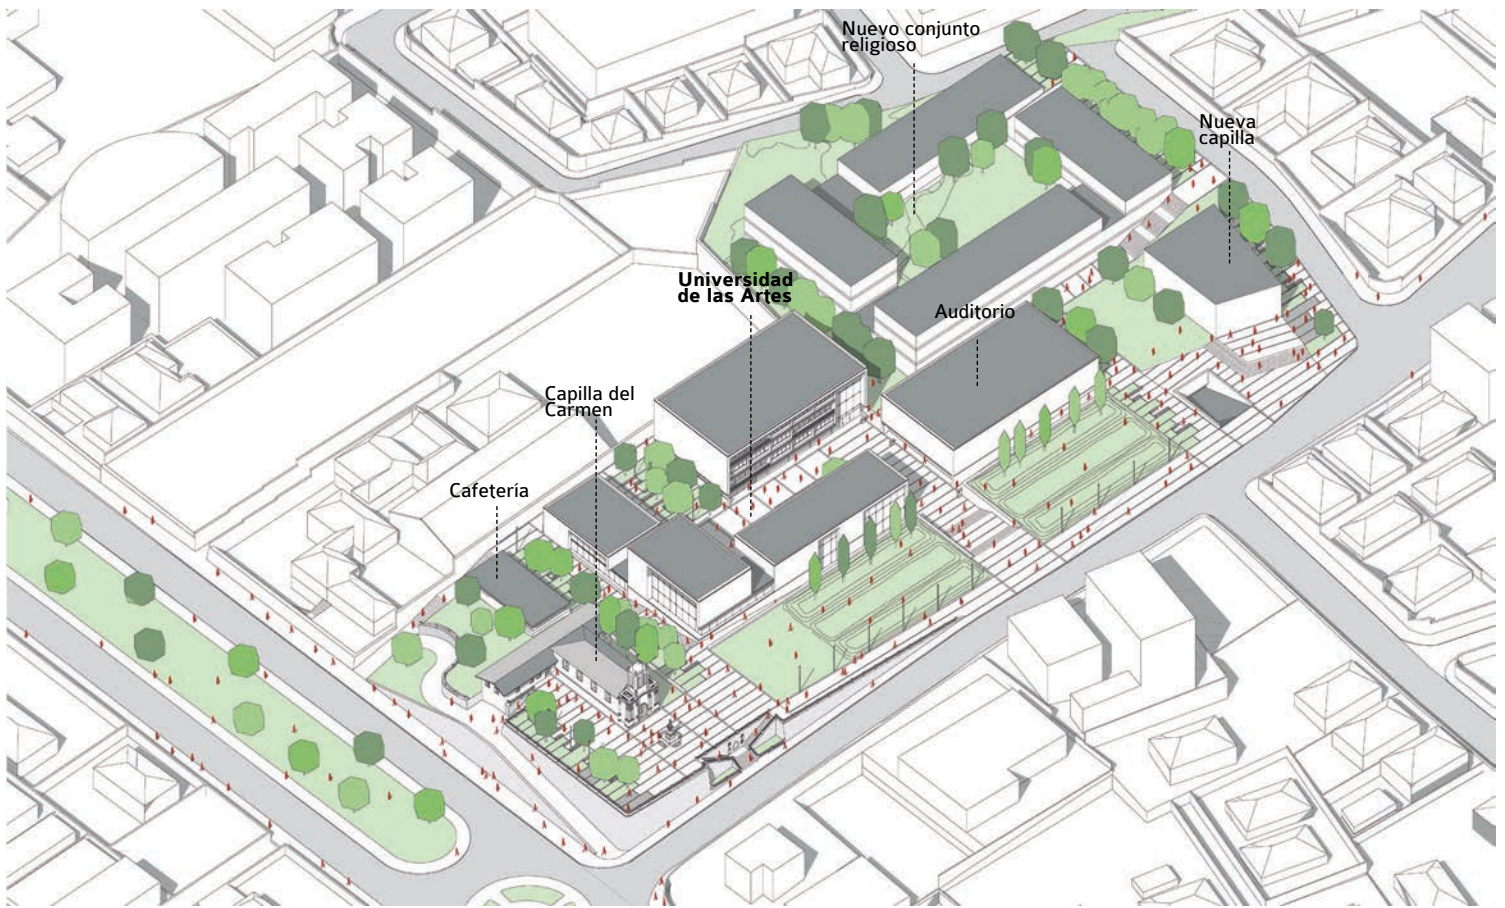 Nuevo conjunto
religioso
Nueva
capilla
Universidad
de las Artes
Auditorio
Capilla del
Carmen
Cafetería